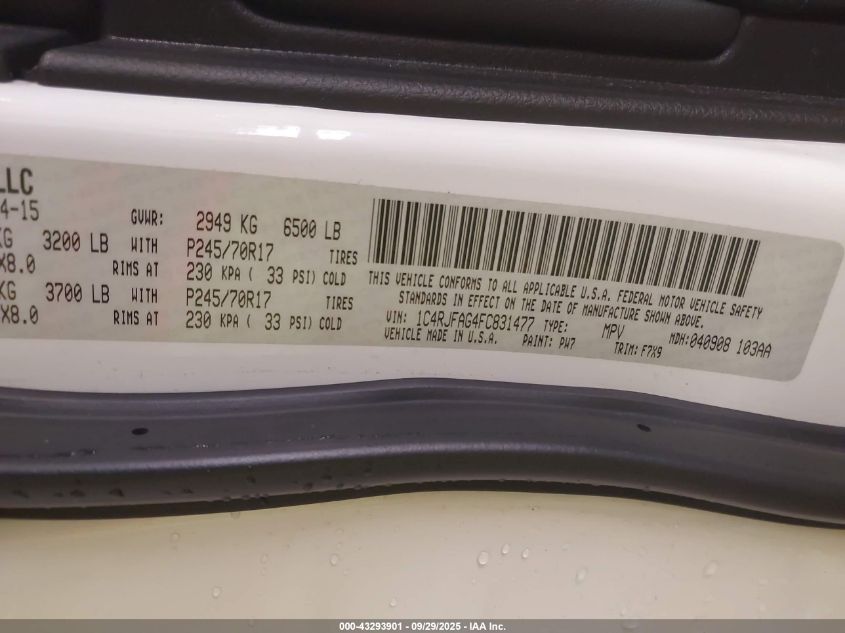 LLC
4-15
GVWR: 2949 KG 6500 LB
KG 3200 LB WITH P245/70R17 TIRES
X8.0 RIMS AT 230 KPA ( 33 PSI) COLD
KG 3700 LB WITH P245/70R17 TIRES
X8.0 RIMS AT 230 KPA ( 33 PSI) COLD
THIS VEHICLE CONFORMS TO ALL APPLICABLE U.S.A. FEDERAL MOTOR VEHICLE SAFETY
STANDARDS IN EFFECT ON THE DATE OF MANUFACTURE SHOWN ABOVE.
VIN: 1C4RJFAG4FC831477 TYPE: MPV MDH:040908 103AA
VEHICLE MADE IN U.S.A. PAINT: PW7 TRIM: F7X9
000-43293901 - 09/29/2025 - IAA Inc.